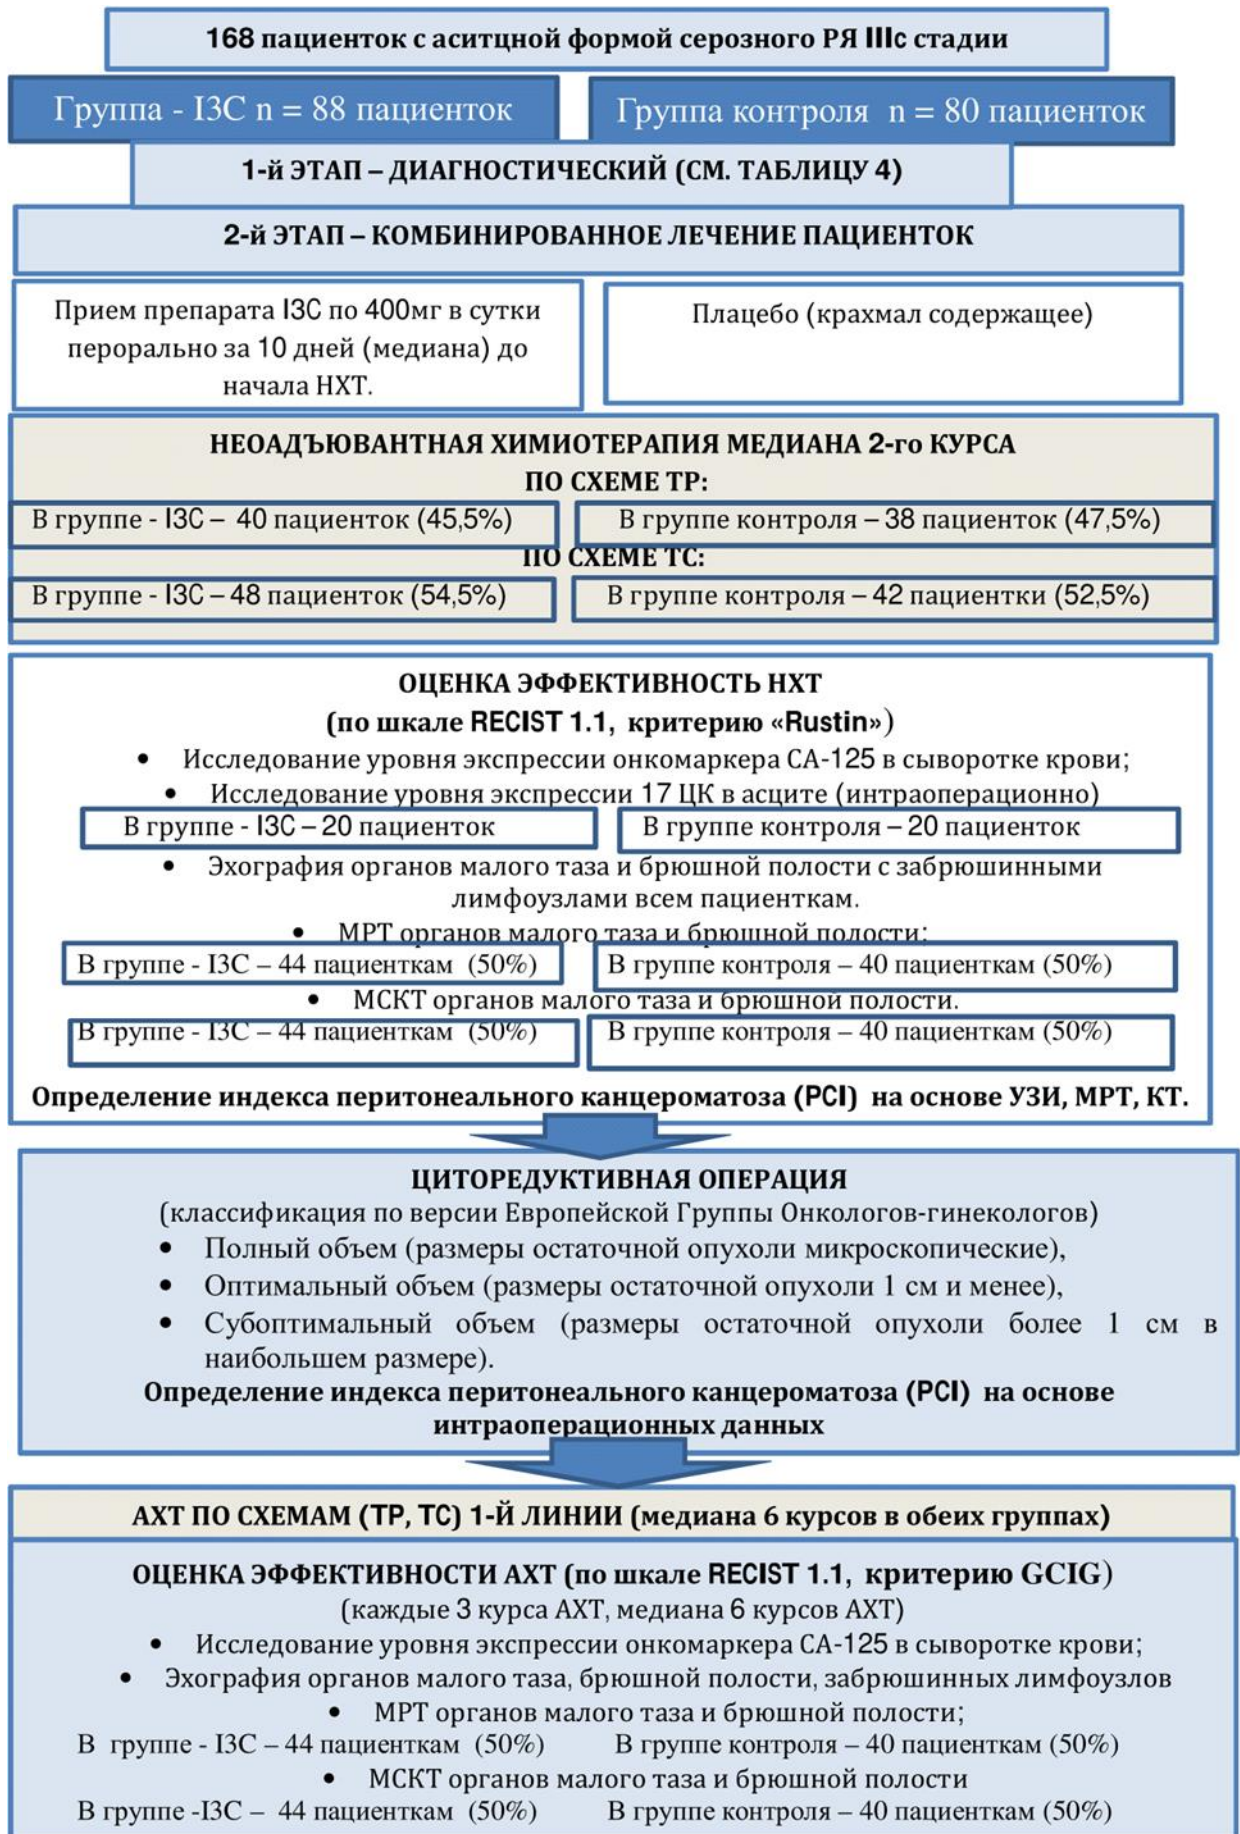 168 пациенток с аситцной формой серозного РЯ IIIс стадии
Группа - I3C n = 88 пациенток
Группа контроля n = 80 пациенток
1-й ЭТАП – ДИАГНОСТИЧЕСКИЙ (СМ. ТАБЛИЦУ 4)
2-й ЭТАП – КОМБИНИРОВАННОЕ ЛЕЧЕНИЕ ПАЦИЕНТОК
Прием препарата I3C по 400мг в сутки
перорально за 10 дней (медиана) до
начала НХТ.
Плацебо (крахмал содержащее)
НЕОАДЪЮВАНТНАЯ ХИМИОТЕРАПИЯ МЕДИАНА 2-го КУРСА
ПО СХЕМЕ ТР:
В группе - I3C – 40 пациенток (45,5%)
В группе контроля – 38 пациенток (47,5%)
ПО СХЕМЕ ТС:
В группе - I3C – 48 пациенток (54,5%)
В группе контроля – 42 пациентки (52,5%)
ОЦЕНКА ЭФФЕКТИВНОСТЬ НХТ
(по шкале RECIST 1.1, критерию «Rustin»)
• Исследование уровня экспрессии онкомаркера СА-125 в сыворотке крови;
• Исследование уровня экспрессии 17 ЦК в асците (интраоперационно)
В группе - I3C – 20 пациенток
В группе контроля – 20 пациенток
• Эхография органов малого таза и брюшной полости с забрюшинными
лимфоузлами всем пациенткам.
• МРТ органов малого таза и брюшной полости;
В группе - I3C – 44 пациенткам (50%)
В группе контроля – 40 пациенткам (50%)
• МСКТ органов малого таза и брюшной полости.
В группе - I3C – 44 пациенткам (50%)
В группе контроля – 40 пациенткам (50%)
Определение индекса перитонеального канцероматоза (PCI) на основе УЗИ, МРТ, КТ.
ЦИТОРЕДУКТИВНАЯ ОПЕРАЦИЯ
(классификация по версии Европейской Группы Онкологов-гинекологов)
• Полный объем (размеры остаточной опухоли микроскопические),
• Оптимальный объем (размеры остаточной опухоли 1 см и менее),
• Субоптимальный объем (размеры остаточной опухоли более 1 см в
наибольшем размере).
Определение индекса перитонеального канцероматоза (PCI) на основе
интраоперационных данных
АХТ ПО СХЕМАМ (ТР, ТС) 1-Й ЛИНИИ (медиана 6 курсов в обеих группах)
ОЦЕНКА ЭФФЕКТИВНОСТИ АХТ (по шкале RECIST 1.1, критерию GCIG)
(каждые 3 курса АХТ, медиана 6 курсов АХТ)
• Исследование уровня экспрессии онкомаркера СА-125 в сыворотке крови;
• Эхография органов малого таза, брюшной полости, забрюшинных лимфоузлов
• МРТ органов малого таза и брюшной полости;
В группе - I3C – 44 пациенткам (50%) В группе контроля – 40 пациенткам (50%)
• МСКТ органов малого таза и брюшной полости
В группе -I3C – 44 пациенткам (50%) В группе контроля – 40 пациенткам (50%)